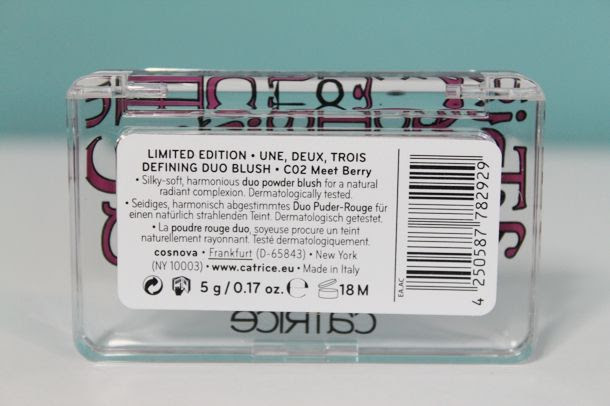 LIMITED EDITION • UNE, DEUX, TROIS
DEFINING DUO BLUSH • C02 Meet Berry
• Silky-soft, harmonious duo powder blush for a natural
radiant complexion. Dermatologically tested.
• Seidiges, harmonisch abgestimmtes Duo Puder-Rouge für
einen natürlich strahlenden Teint. Dermatologisch getestet.
• La poudre rouge duo, soyeuse procure un teint
naturellement rayonnant. Testé dermatologiquement.
cosnova • Frankfurt (D-65843) • New York
(NY 10003) • www.catrice.eu • Made in Italy
5 g / 0.17 oz. e 18 M
EA.AC
4 250587 782929
CATRICE